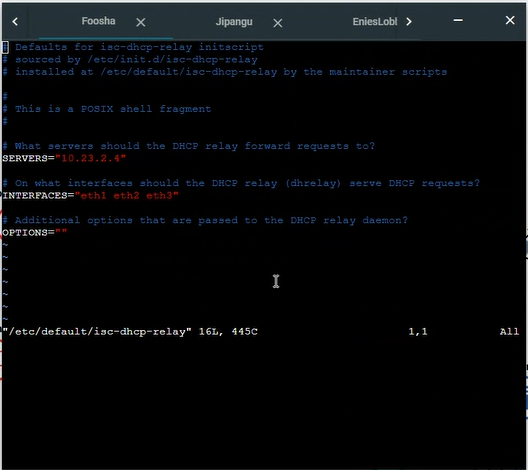 Foosha
Jipangu
EniesLobl
# Defaults for isc-dhcp-relay initscript
# sourced by /etc/init.d/isc-dhcp-relay
# installed at /etc/default/isc-dhcp-relay by the maintainer scripts
#
# This is a POSIX shell fragment
#
# What servers should the DHCP relay forward requests to?
SERVERS="10.23.2.4"
# On what interfaces should the DHCP relay (dhrelay) serve DHCP requests?
INTERFACES="eth1 eth2 eth3"
# Additional options that are passed to the DHCP relay daemon?
OPTIONS=""
~
~
~
~
~
~
~
"/etc/default/isc-dhcp-relay" 16L, 445C 1,1 All